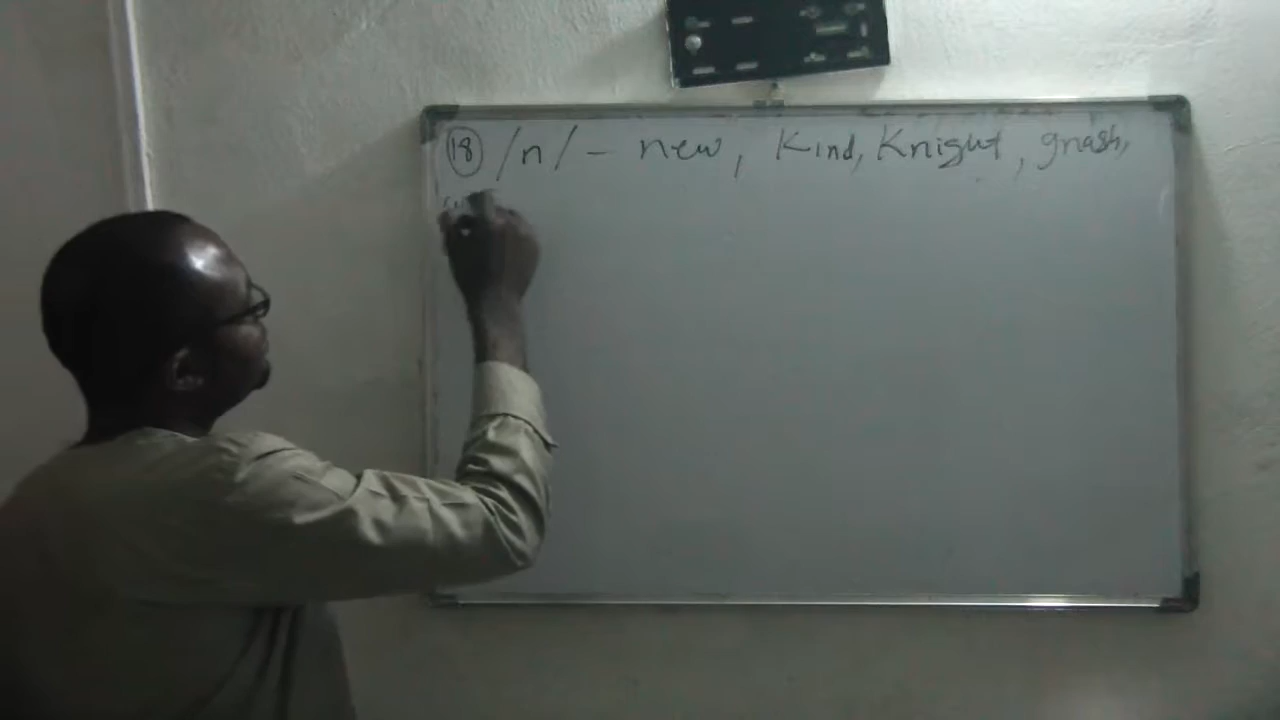 18 /n/ - new, Kind, Knight, gnash,